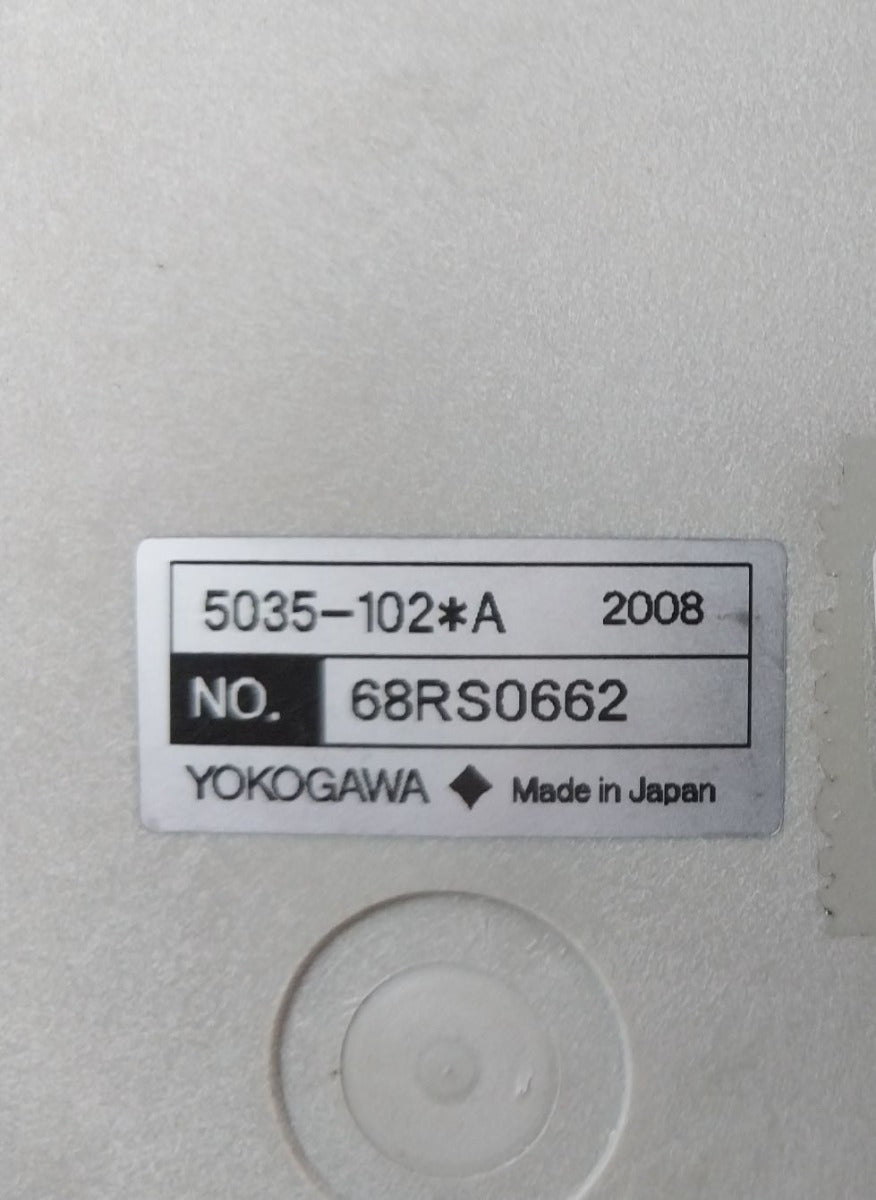 5035-102*A 2008
NO. 68RS0662
YOKOGAWA ◆ Made in Japan